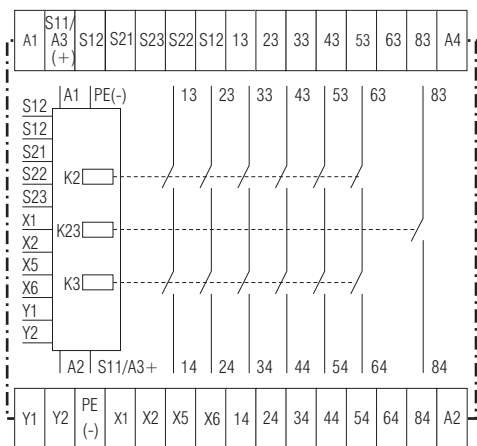 A1 S11/A3(+) S12 S21 S23 S22 S12 13 23 33 43 53 63 83 A4
A1 PE(-) 13 23 33 43 53 63 83
S12
S12
S21
S22
S23
X1
X2
X5
X6
Y1
Y2
K2
K23
K3
A2 S11/A3+ 14 24 34 44 54 64 84
Y1 Y2 PE(-) X1 X2 X5 X6 14 24 34 44 54 64 84 A2